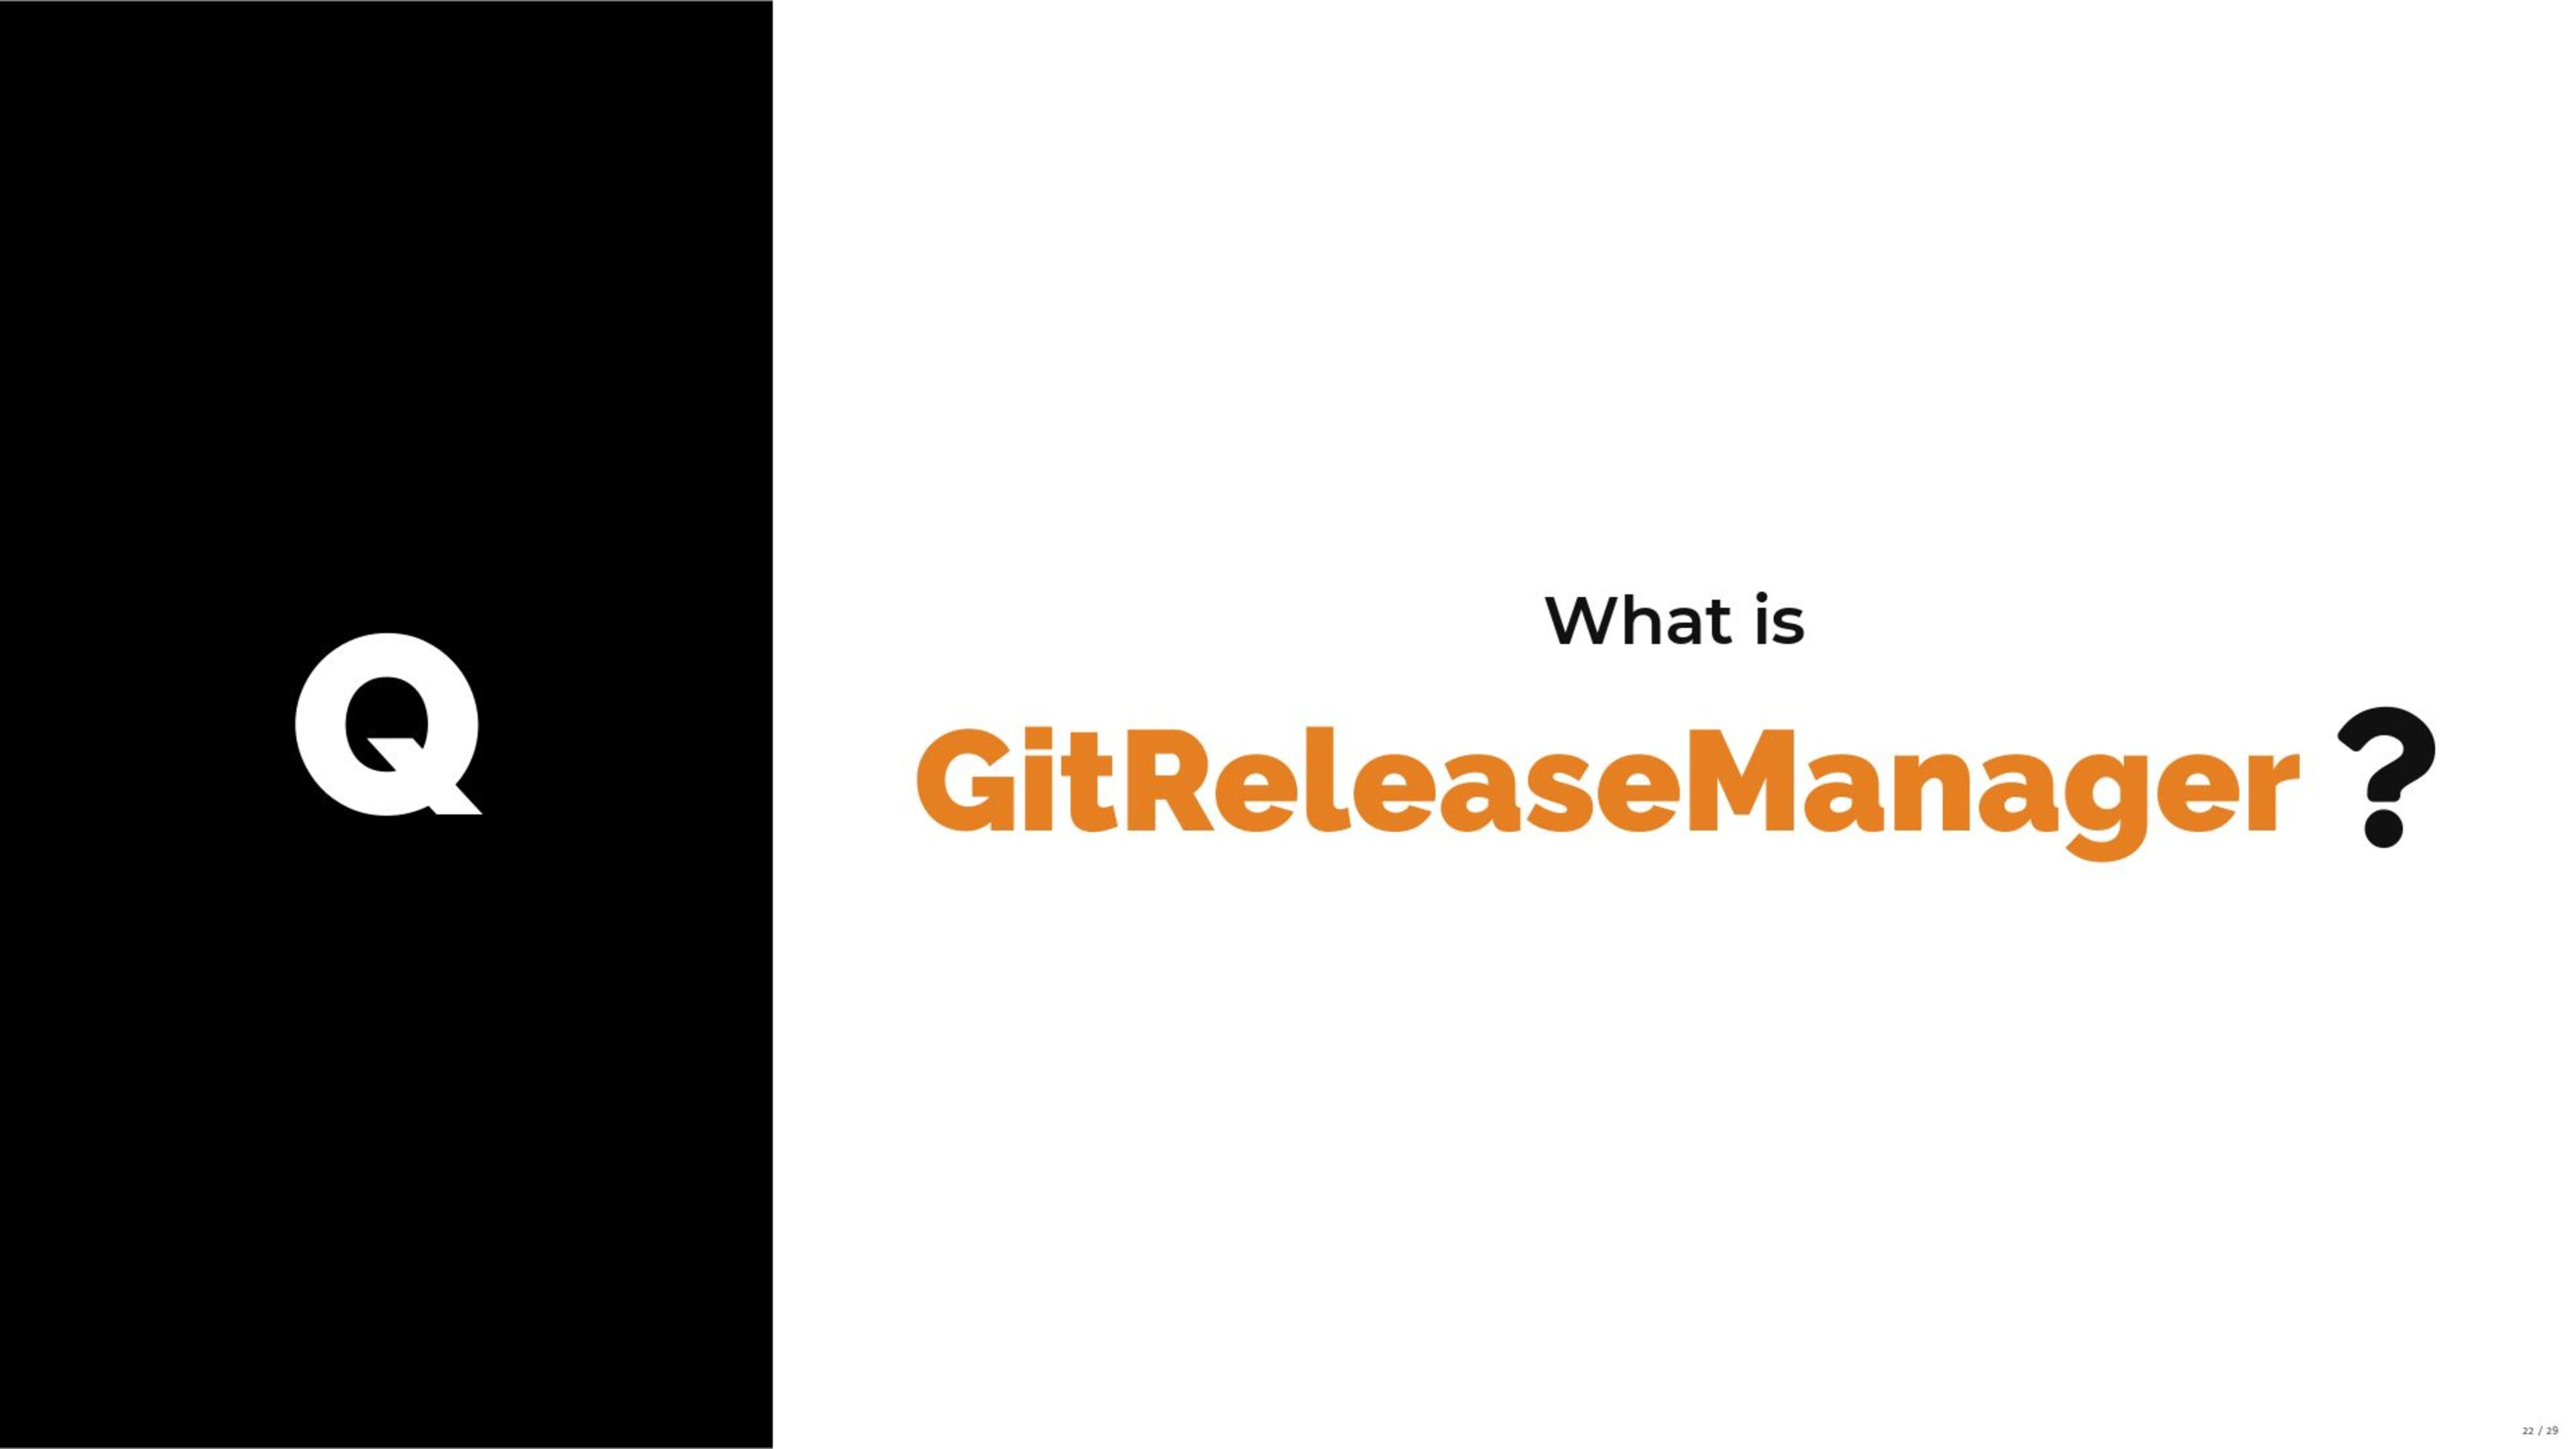 Q
What is
GitReleaseManager ?
22 / 29